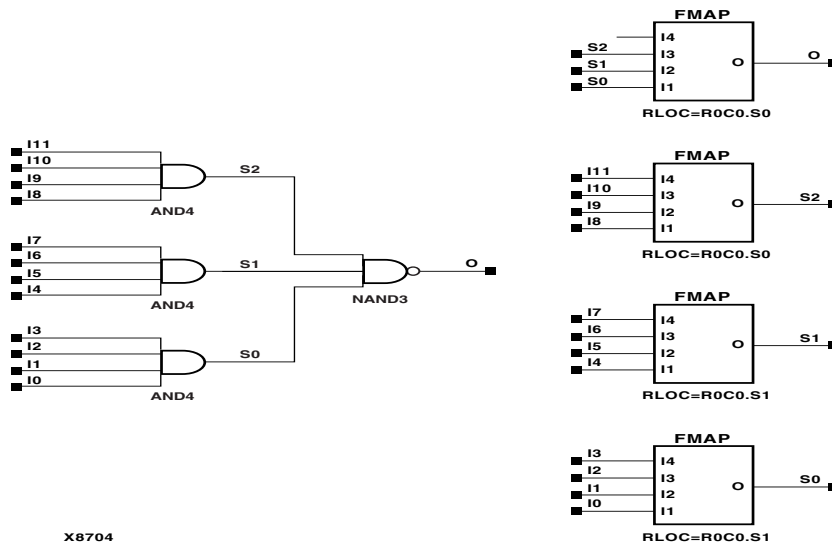 I11
I10
I9
I8
AND4
S2
I7
I6
I5
I4
AND4
S1
I3
I2
I1
I0
AND4
S0
NAND3
O
X8704
FMAP
S2
S1
S0
I4
I3
I2
I1
O
O
RLOC=R0C0.S0
FMAP
I11
I10
I9
I8
I4
I3
I2
I1
O
S2
RLOC=R0C0.S0
FMAP
I7
I6
I5
I4
I4
I3
I2
I1
O
S1
RLOC=R0C0.S1
FMAP
I3
I2
I1
I0
I4
I3
I2
I1
O
S0
RLOC=R0C0.S1